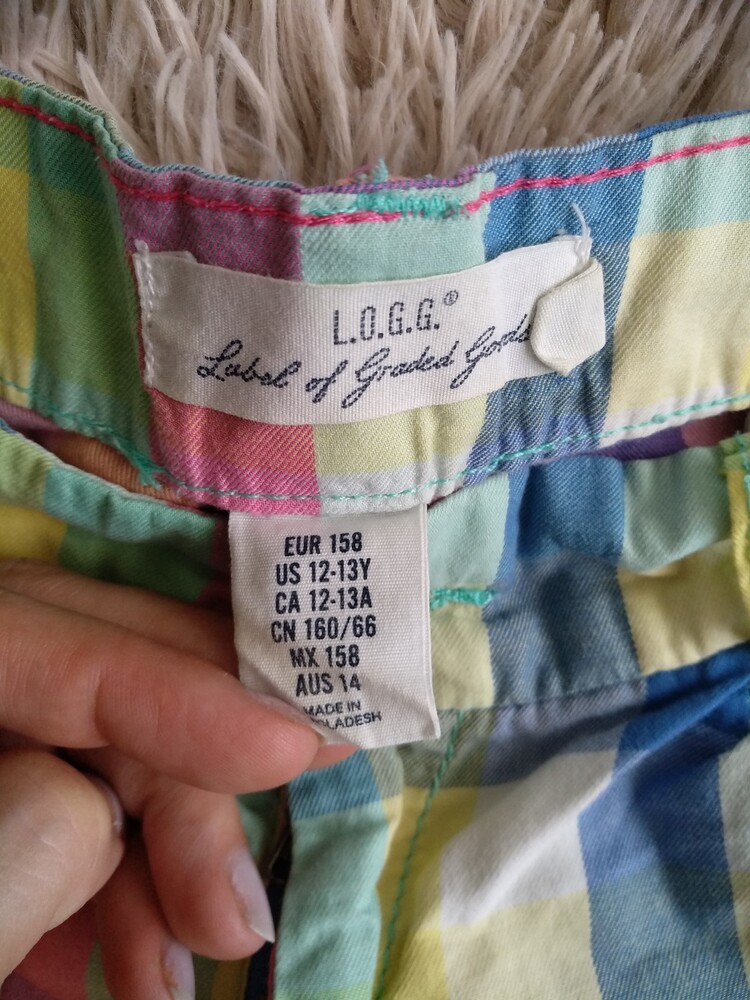 L.O.G.G.®
Label of Graded Goods
EUR 158
US 12-13Y
CA 12-13A
CN 160/66
MX 158
AUS 14
MADE IN
LADESH